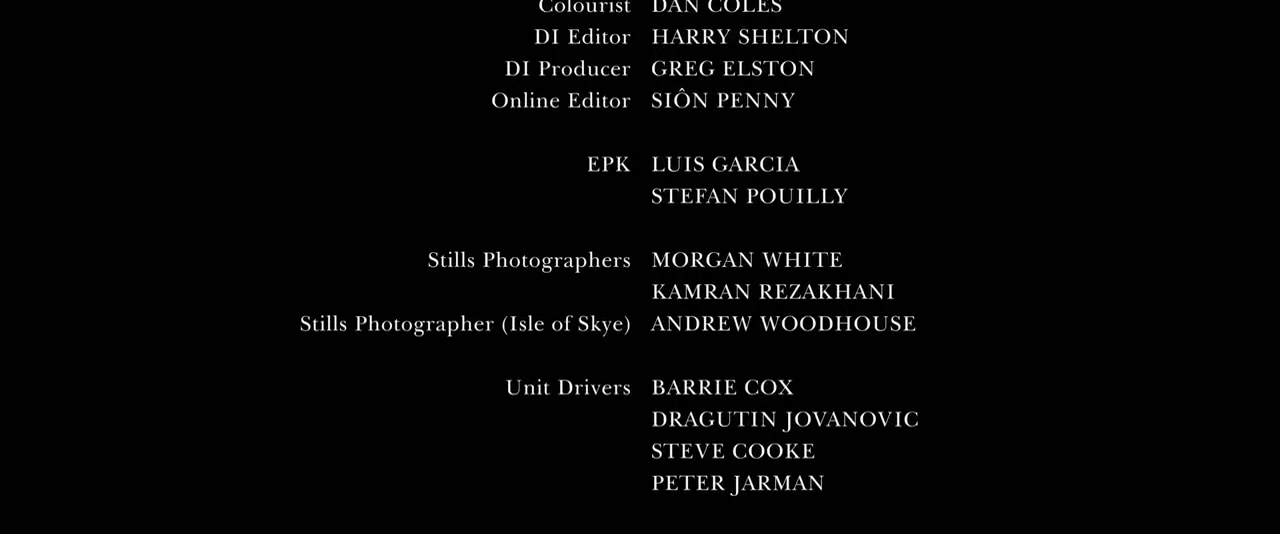 Colourist DAN COLES
DI Editor HARRY SHELTON
DI Producer GREG ELSTON
Online Editor SIÔN PENNY
EPK LUIS GARCIA
STEFAN POUILLY
Stills Photographers MORGAN WHITE
KAMRAN REZAKHANI
Stills Photographer (Isle of Skye) ANDREW WOODHOUSE
Unit Drivers BARRIE COX
DRAGUTIN JOVANOVIC
STEVE COOKE
PETER JARMAN